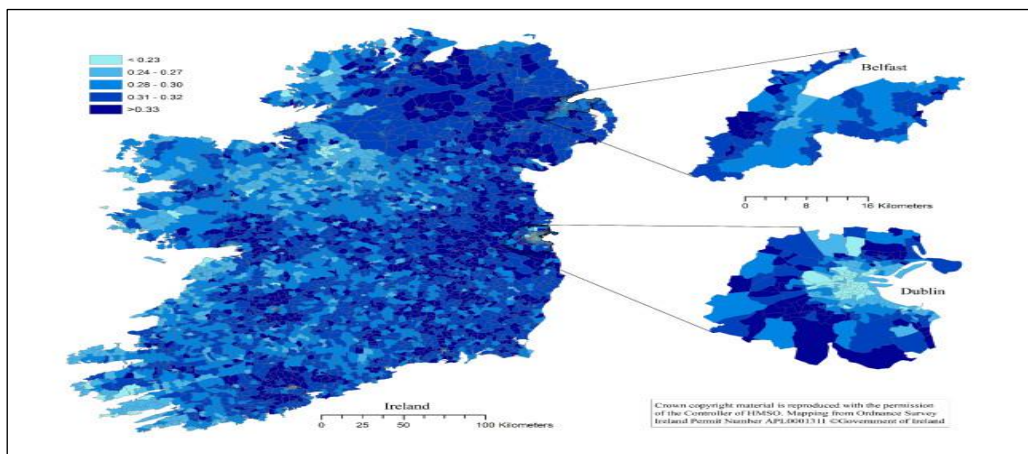 < 0.23
0.24 - 0.27
0.28 - 0.30
0.31 - 0.32
>0.33
Belfast
0 8 16 Kilometers
Dublin
Ireland
0 25 50 100 Kilometers
Crown copyright material is reproduced with the permission
of the Controller of HMSO. Mapping from Ordnance Survey
Ireland Permit Number APL0001311 ©Government of Ireland